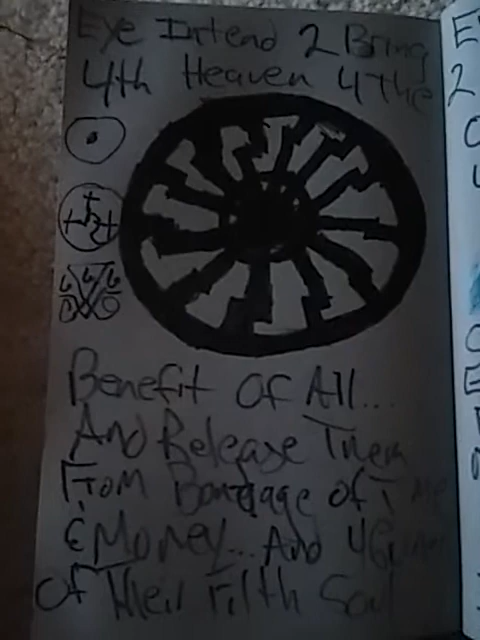 Eye Intend 2 Bring
4th Heaven 4 The
Benefit Of All...
And Release Them
From Bondage of
& Money... And
Of Their Filth